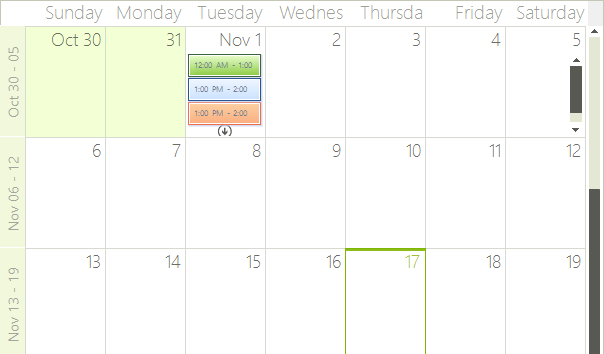 Sunday Monday Tuesday Wednes Thursda Friday Saturday
Oct 30 - 05
Oct 30 31 Nov 1 2 3 4 5
12:00 AM - 1:00
1:00 PM - 2:00
1:00 PM - 2:00
Nov 06 - 12
6 7 8 9 10 11 12
Nov 13 - 19
13 14 15 16 17 18 19